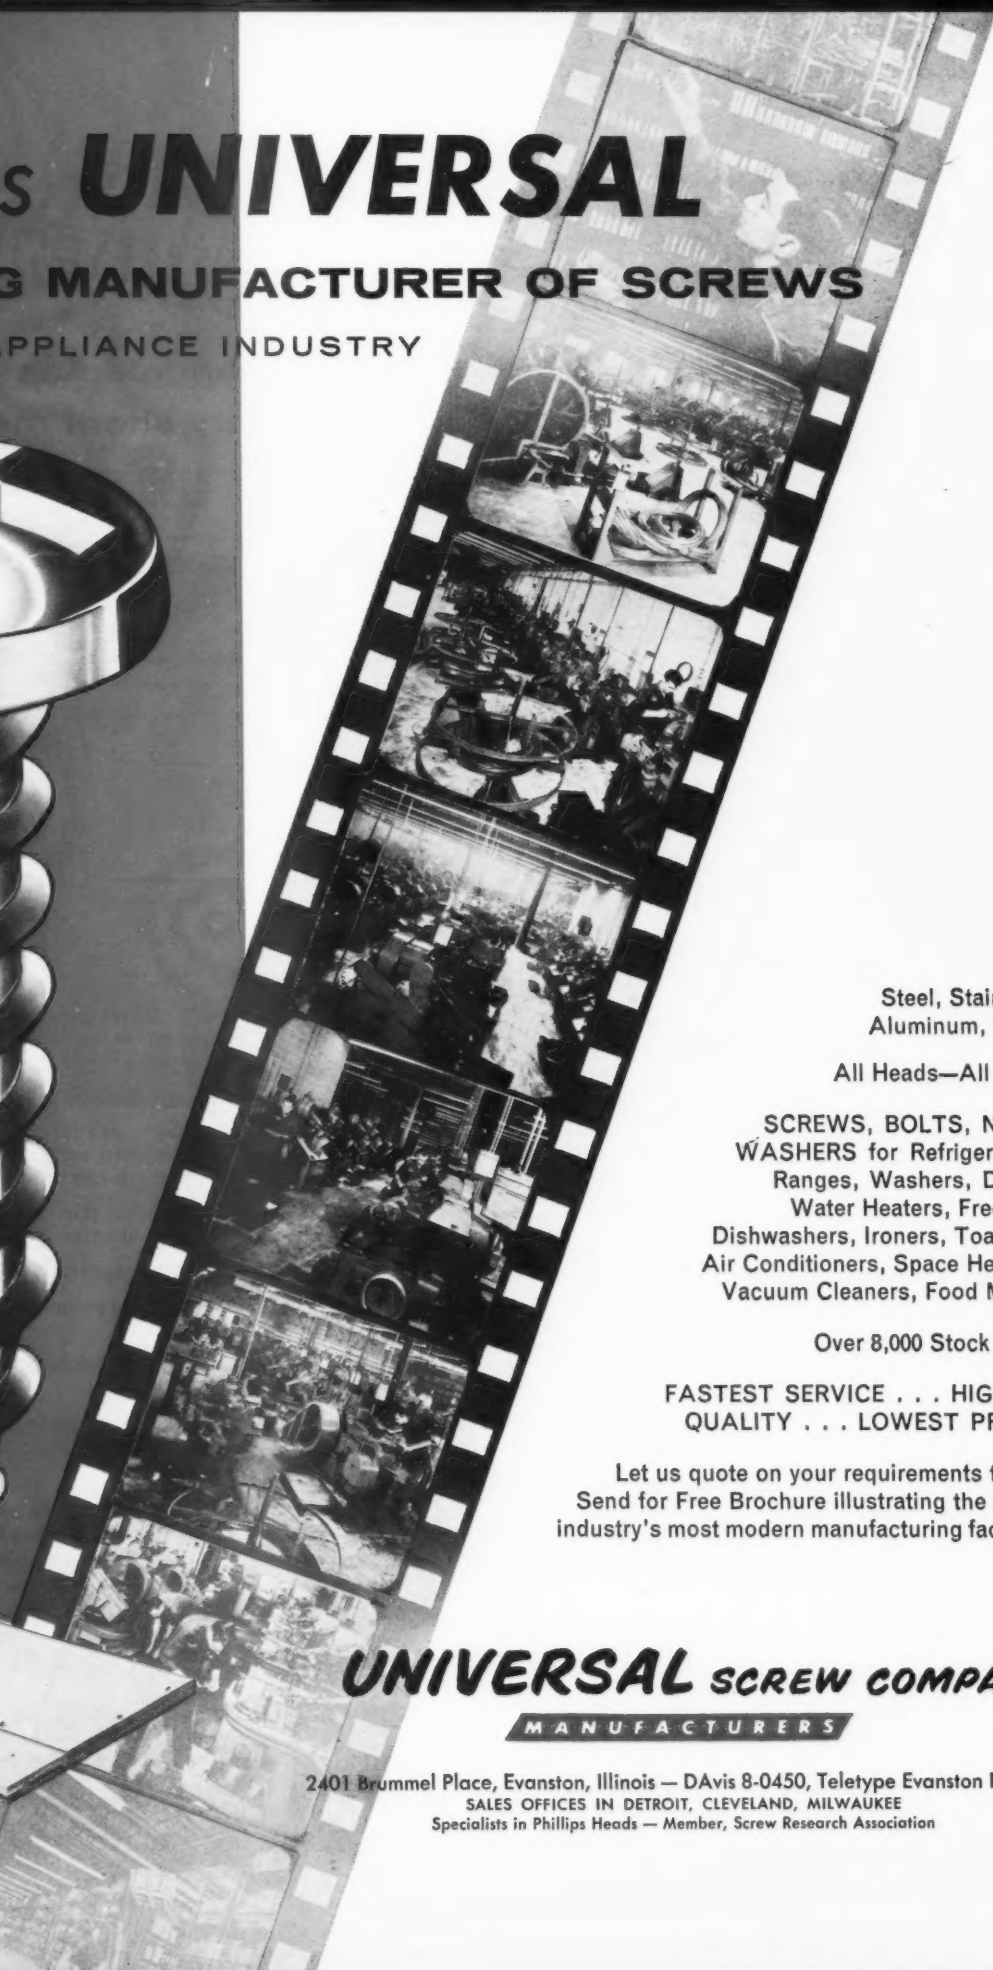 s UNIVERSAL
G MANUFACTURER OF SCREWS
APPLIANCE INDUSTRY
Steel, Stai
Aluminum,
All Heads—All
SCREWS, BOLTS, N
WASHERS for Refriger
Ranges, Washers, D
Water Heaters, Fre
Dishwashers, Ironers, Toa
Air Conditioners, Space He
Vacuum Cleaners, Food M
Over 8,000 Stock
FASTEST SERVICE . . . HIG
QUALITY . . . LOWEST PR
Let us quote on your requirements
Send for Free Brochure illustrating the
industry's most modern manufacturing fac
UNIVERSAL SCREW COMPA
MANUFACTURERS
2401 Brummel Place, Evanston, Illinois — DAvis 8-0450, Teletype Evanston
SALES OFFICES IN DETROIT, CLEVELAND, MILWAUKEE
Specialists in Phillips Heads — Member, Screw Research Association